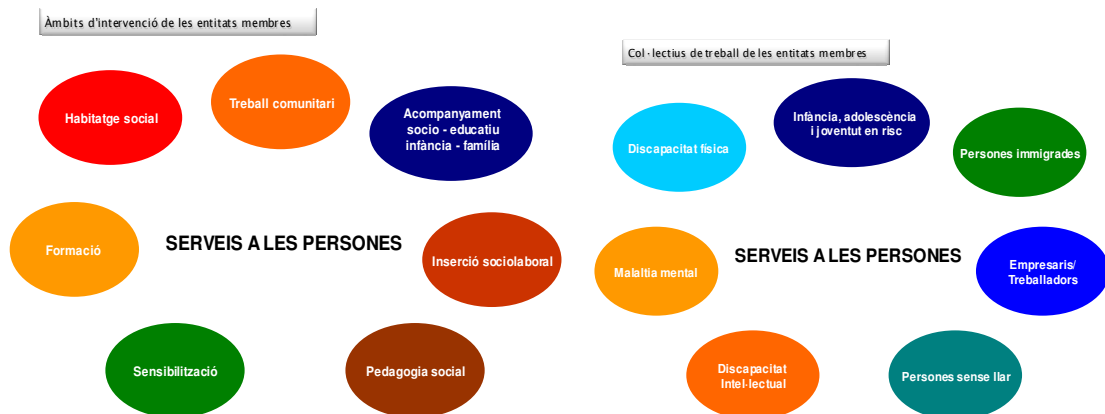 Àmbits d'intervenció de les entitats membres
Habitatge social
Treball comunitari
Acompanyament
socio - educatiu
infància - família
Formació
SERVEIS A LES PERSONES
Inserció sociolaboral
Sensibilització
Pedagogia social
Col·lectius de treball de les entitats membres
Discapacitat física
Infància, adolescència
i joventut en risc
Persones immigrades
Malaltia mental
SERVEIS A LES PERSONES
Empresaris/
Treballadors
Discapacitat
Intel-lectual
Persones sense llar